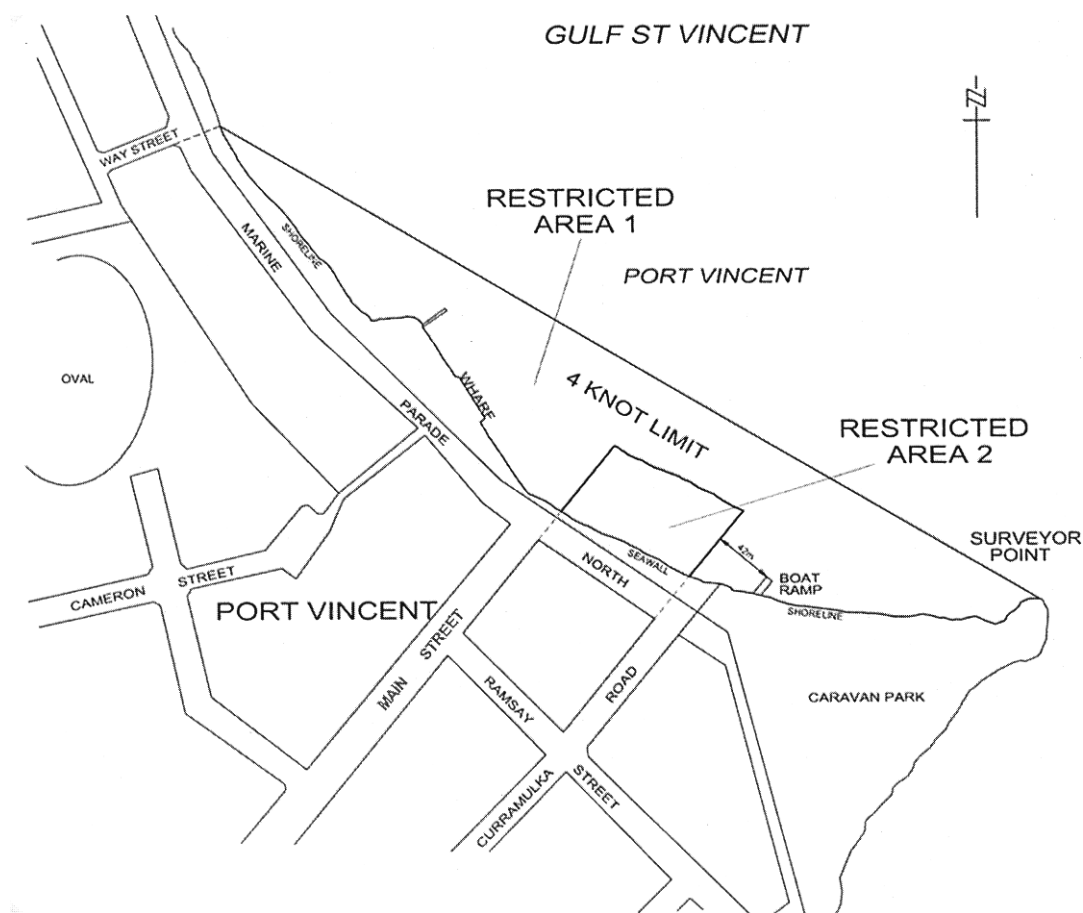 GULF ST VINCENT
N
WAY STREET
RESTRICTED
AREA 1
MARINE
SHORELINE
PORT VINCENT
OVAL
4 KNOT LIMIT
WHARF
PARADE
RESTRICTED
AREA 2
SURVEYOR
POINT
42m
SEAWALL
NORTH
BOAT
RAMP
SHORELINE
CAMERON STREET
PORT VINCENT
MAIN STREET
RAMSAY STREET
CURRAMULKA ROAD
CARAVAN PARK